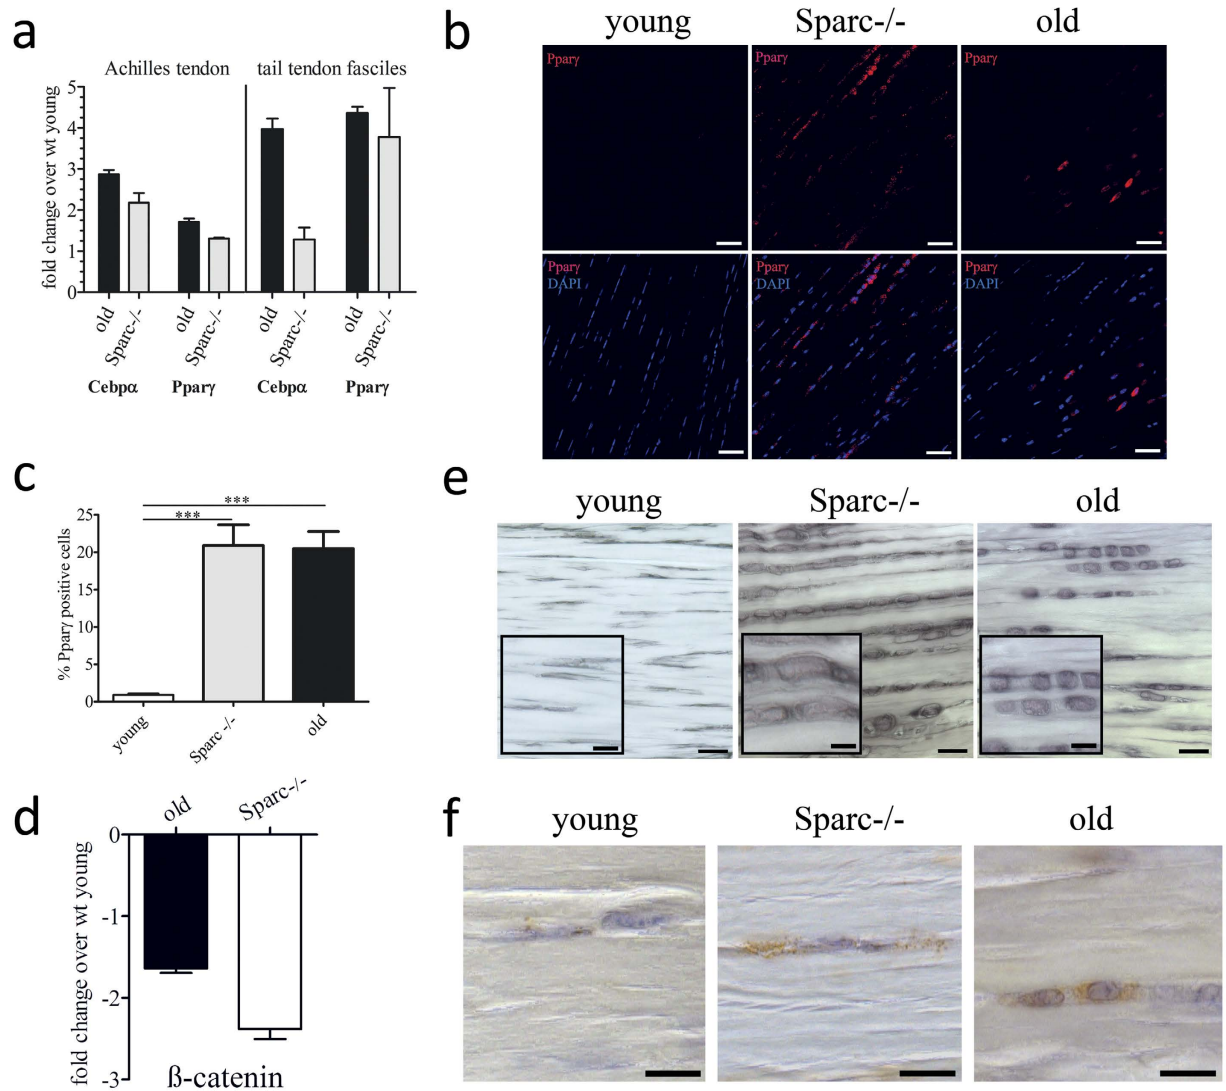 a
Achilles tendon
tail tendon fasciles
fold change over wt young
5
4
3
2
1
0
old
Sparc-/-
old
Sparc-/-
old
Sparc-/-
old
Sparc-/-
Cebpα
Pparγ
Cebpα
Pparγ
b
young
Sparc-/-
old
Pparγ
Pparγ
Pparγ
Pparγ
DAPI
Pparγ
DAPI
Pparγ
DAPI
c
% Pparγ positive cells
25
20
15
10
5
0
***
***
young
Sparc -/-
old
d
old
Sparc-/-
fold change over wt young
0
-1
-2
-3
ß-catenin
e
young
Sparc-/-
old
f
young
Sparc-/-
old